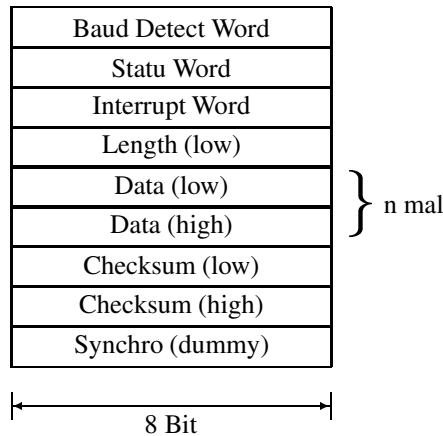 Baud Detect Word
Statu Word
Interrupt Word
Length (low)
Data (low)
Data (high)
n mal
Checksum (low)
Checksum (high)
Synchro (dummy)
8 Bit